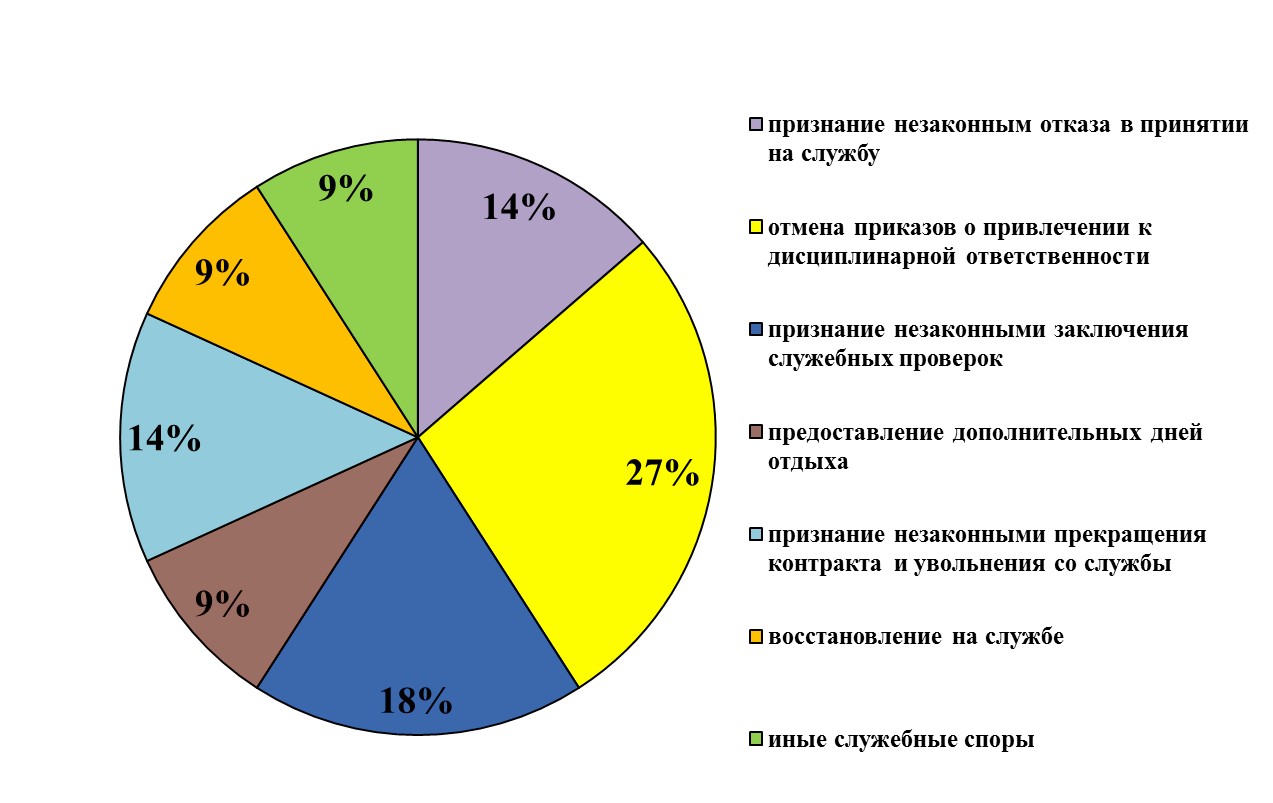 14%
27%
18%
9%
14%
9%
9%
признание незаконным отказа в принятии
на службу
отмена приказов о привлечении к
дисциплинарной ответственности
признание незаконными заключения
служебных проверок
предоставление дополнительных дней
отдыха
признание незаконными прекращения
контракта и увольнения со службы
восстановление на службе
иные служебные споры